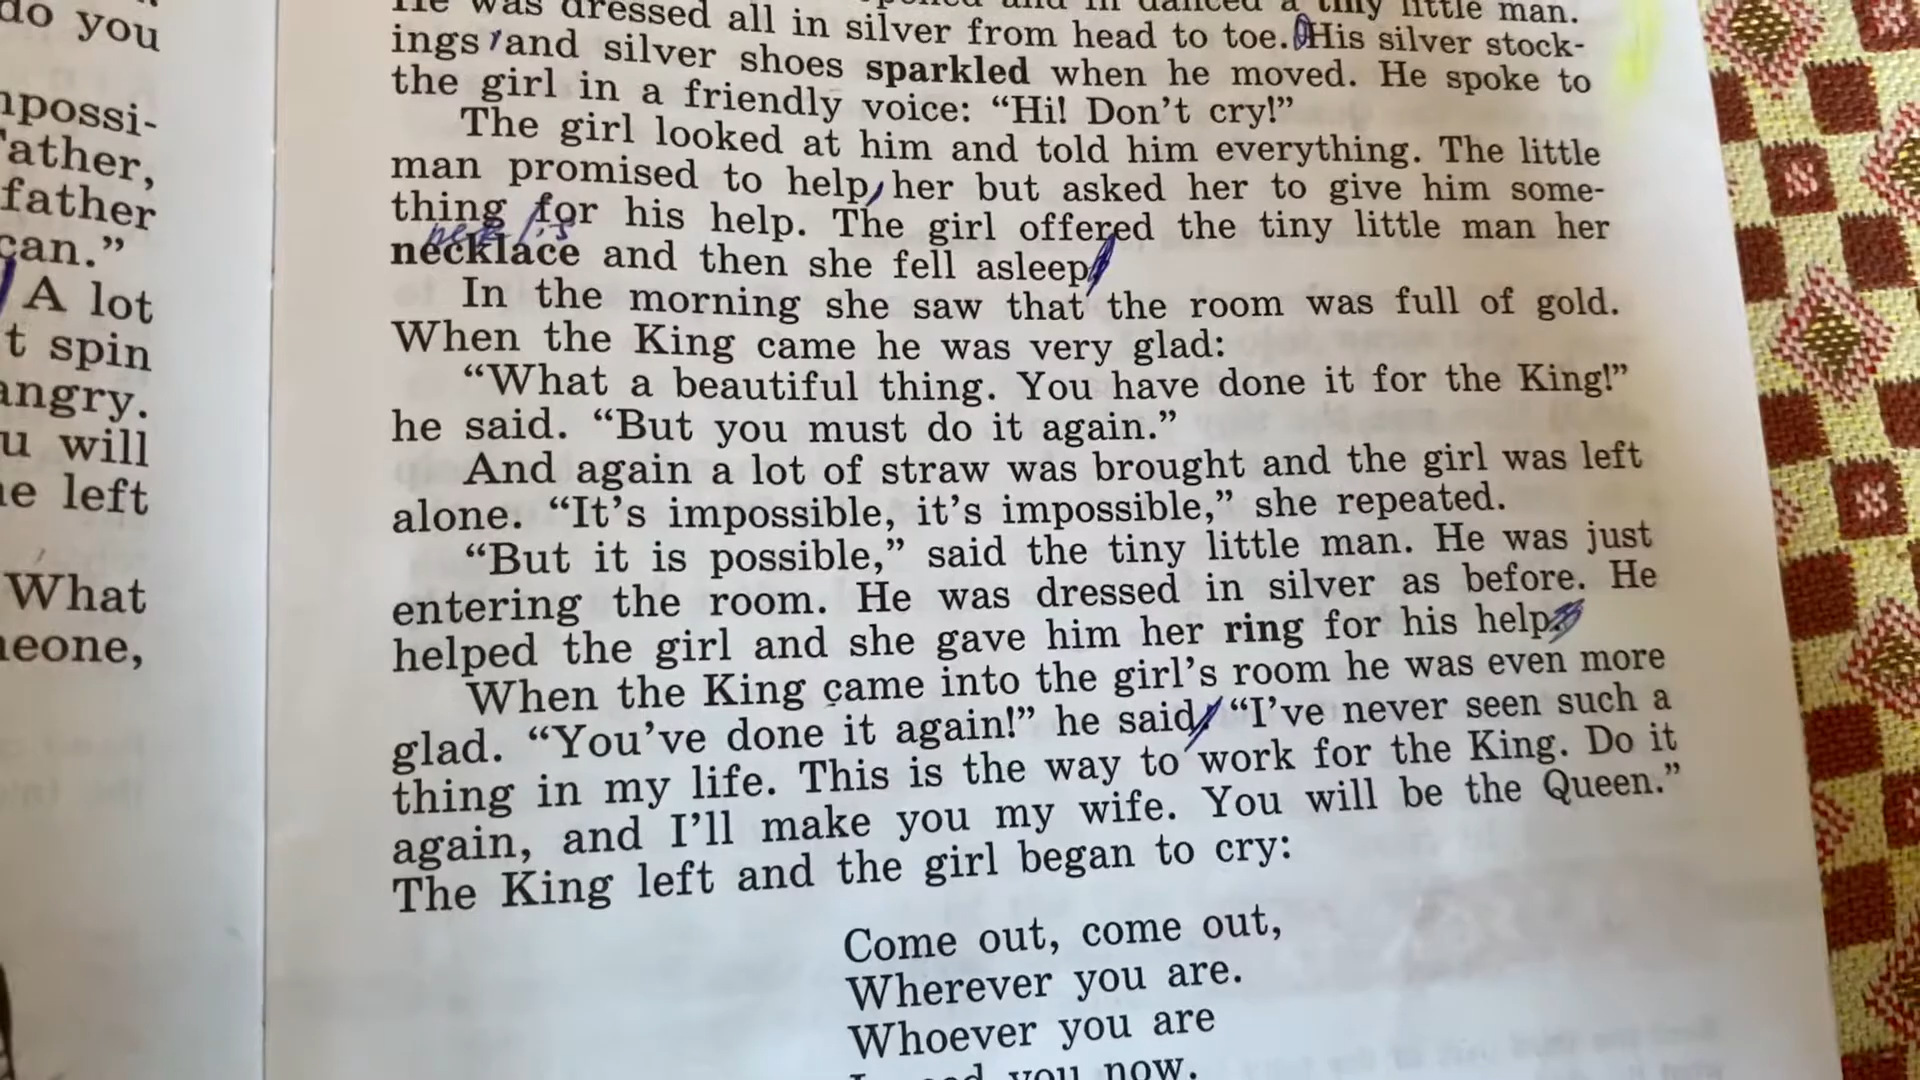 do you
mpossi-
Father,
father
can.”
A lot
t spin
angry.
u will
he left
What
meone,
He was dressed all in silver from head to toe. His silver stock-
ings and silver shoes sparkled when he moved. He spoke to
the girl in a friendly voice: “Hi! Don’t cry!”
The girl looked at him and told him everything. The little
man promised to help her but asked her to give him some-
thing for his help. The girl offered the tiny little man her
necklace and then she fell asleep
In the morning she saw that the room was full of gold.
When the King came he was very glad:
“What a beautiful thing. You have done it for the King!”
he said. “But you must do it again.”
And again a lot of straw was brought and the girl was left
alone. “It’s impossible, it’s impossible,” she repeated.
“But it is possible,” said the tiny little man. He was just
entering the room. He was dressed in silver as before. He
helped the girl and she gave him her ring for his help.
When the King came into the girl’s room he was even more
glad. “You’ve done it again!” he said, “I’ve never seen such a
thing in my life. This is the way to work for the King. Do it
again, and I’ll make you my wife. You will be the Queen.”
The King left and the girl began to cry:
Come out, come out,
Wherever you are.
Whoever you are
you now.